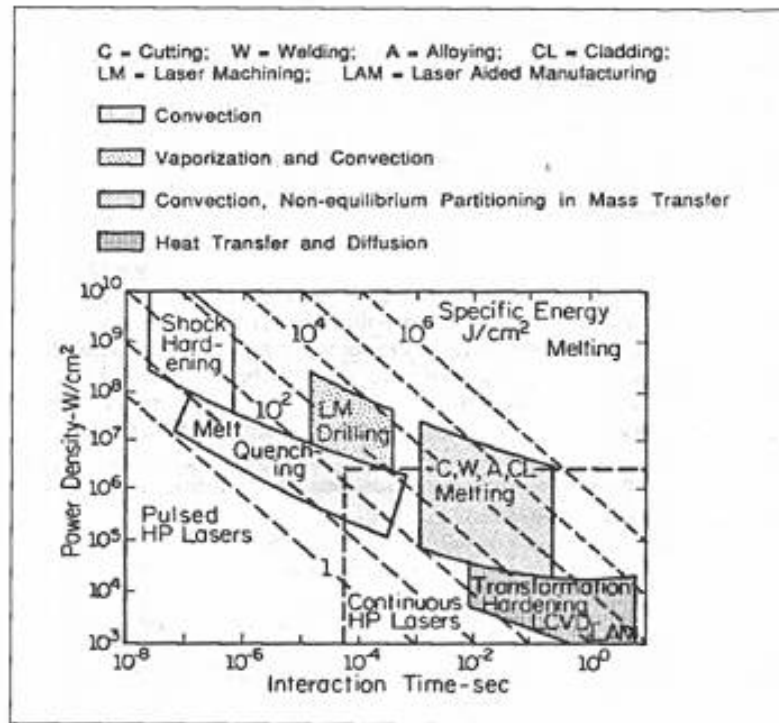 C = Cutting; W = Welding; A = Alloying; CL = Cladding;
LM = Laser Machining; LAM = Laser Aided Manufacturing
Convection
Vaporization and Convection
Convection, Non-equilibrium Partitioning in Mass Transfer
Heat Transfer and Diffusion
Power Density-W/cm²
10¹⁰
10⁹
10⁸
10⁷
10⁶
10⁵
10⁴
10³
Shock
Hard-
ening
10⁴
10⁶
Specific Energy
J/cm²
Melting
10²
LM
Drilling
Melt
Quench-
ing
C,W,A,CL
Melting
Pulsed
HP Lasers
1
Continuous
HP Lasers
Transformation
Hardening
LCVD-
LAM
10⁻⁸
10⁻⁶
10⁻⁴
10⁻²
10⁰
Interaction Time-sec